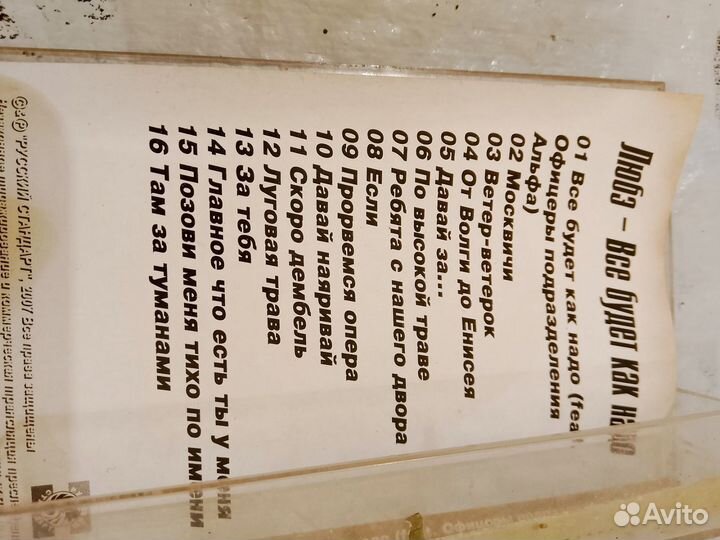 Любэ – Все будет как надо
01 Все будет как надо (fea
Офицеры подразделения
Альфа)
02 Москвичи
03 Ветер-ветерок
04 От Волги до Енисея
05 Давай за...
06 По высокой траве
07 Ребята с нашего двора
08 Если
09 Прорвемся опера
10 Давай наяривай
11 Скоро дембель
12 Луговая трава
13 За тебя
14 Главное что есть ты у меня
15 Позови меня тихо по имени
16 Там за туманами
"РУССКИЙ СТАНДАРТ", 2007 Все права защищены
Avito